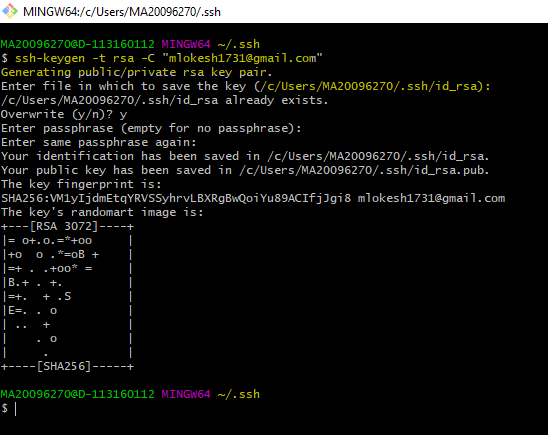 MINGW64:/c/Users/MA20096270/.ssh
MA20096270@D-113160112 MINGW64 ~/.ssh
$ ssh-keygen -t rsa -C "mlokesh1731@gmail.com"
Generating public/private rsa key pair.
Enter file in which to save the key (/c/Users/MA20096270/.ssh/id_rsa):
/c/Users/MA20096270/.ssh/id_rsa already exists.
Overwrite (y/n)? y
Enter passphrase (empty for no passphrase):
Enter same passphrase again:
Your identification has been saved in /c/Users/MA20096270/.ssh/id_rsa.
Your public key has been saved in /c/Users/MA20096270/.ssh/id_rsa.pub.
The key fingerprint is:
SHA256:VM1yIjdmEtqYRVSSyhrvLBXRgBwQoiYu89ACIfjJgi8 mlokesh1731@gmail.com
The key's randomart image is:
+---[RSA 3072]----+
|= o+.o.=*+oo     |
|+o  o .*=oB +    |
|=+ . .+oo* =     |
|B.+ . +.         |
|=+.  + .S        |
|E=. . o          |
| ..  +           |
|    . o          |
|     .           |
+----[SHA256]-----+
MA20096270@D-113160112 MINGW64 ~/.ssh
$